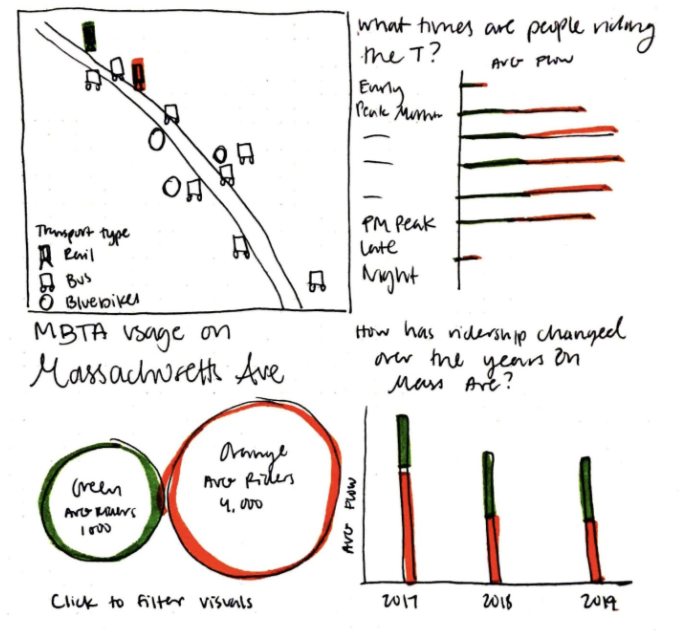 what times are people riding
the T?
Avg Flow
Early
Peak
PM Peak
Late
Night
Transport type
Rail
Bus
Bluebikes
MBTA usage on
Massachusetts Ave
Green
Avg Riders
1000
Orange
Avg Riders
4,000
Click to filter visuals
How has ridership changed
over the years on
Mass Ave?
Avg Flow
2017
2018
2019